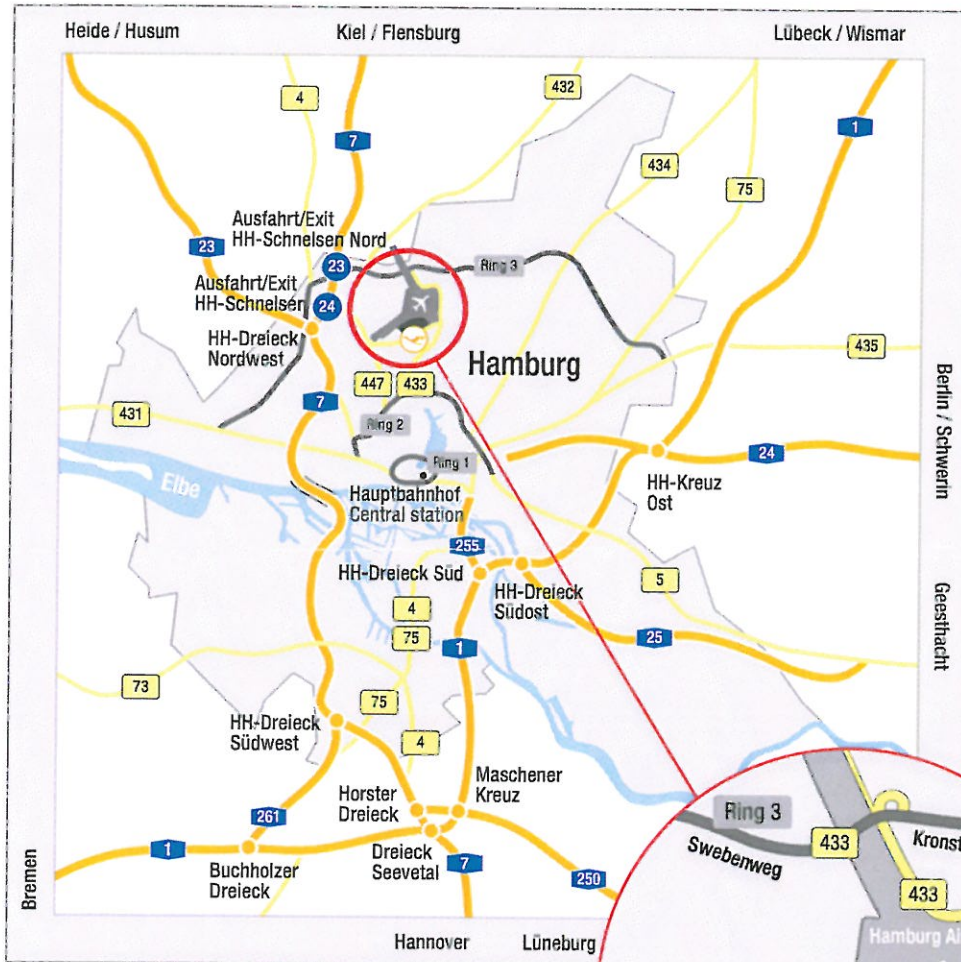 Heide / Husum
Kiel / Flensburg
Lübeck / Wismar
4
432
7
1
434
75
Ausfahrt/Exit
HH-Schnelsen Nord
23
23
Ring 3
Ausfahrt/Exit
HH-Schnelsen
24
HH-Dreieck
Nordwest
Hamburg
435
447
433
7
431
Ring 2
Ring 1
24
Berlin / Schwerin
Elbe
Hauptbahnhof
Central station
HH-Kreuz
Ost
255
HH-Dreieck Süd
HH-Dreieck
Südost
5
Geesthacht
4
75
1
25
73
75
HH-Dreieck
Südwest
4
Maschener
Kreuz
Horster
Dreieck
261
1
Buchholzer
Dreieck
Dreieck
Seevetal
7
250
Bremen
Hannover
Lüneburg
Ring 3
Swebenweg
433
Kronst
433
Hamburg Ai